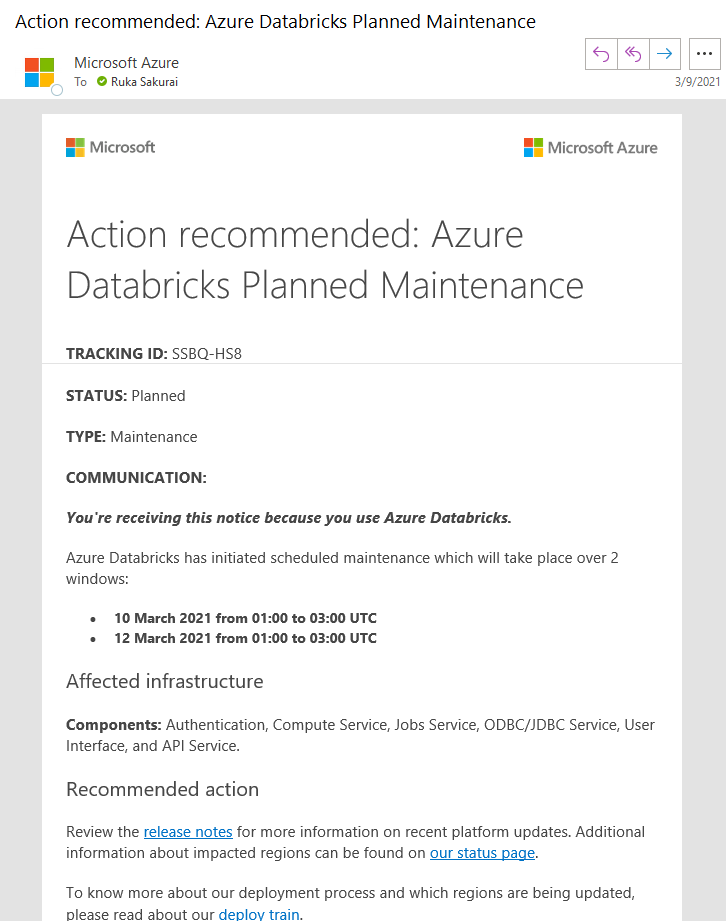 Action recommended: Azure Databricks Planned Maintenance
Microsoft Azure
To Ruka Sakurai
3/9/2021
Microsoft
Microsoft Azure
Action recommended: Azure
Databricks Planned Maintenance
TRACKING ID: SSBQ-HS8
STATUS: Planned
TYPE: Maintenance
COMMUNICATION:
You're receiving this notice because you use Azure Databricks.
Azure Databricks has initiated scheduled maintenance which will take place over 2
windows:
• 10 March 2021 from 01:00 to 03:00 UTC
• 12 March 2021 from 01:00 to 03:00 UTC
Affected infrastructure
Components: Authentication, Compute Service, Jobs Service, ODBC/JDBC Service, User
Interface, and API Service.
Recommended action
Review the release notes for more information on recent platform updates. Additional
information about impacted regions can be found on our status page.
To know more about our deployment process and which regions are being updated,
please read about our deploy train.